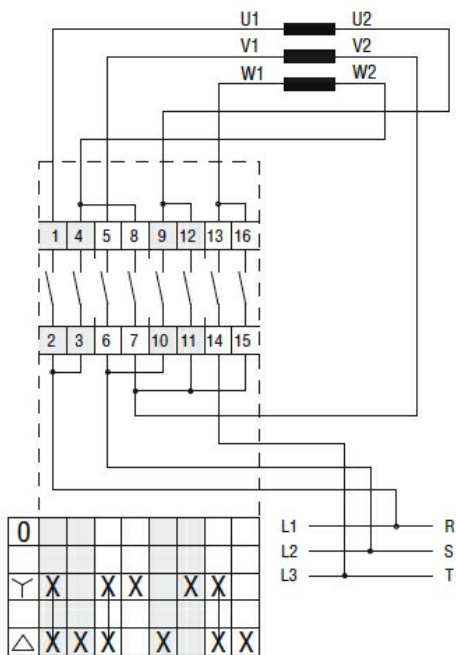 U1 U2
V1 V2
W1 W2
1 4 5 8 9 12 13 16
2 3 6 7 10 11 14 15
L1 R
L2 S
L3 T
0
Y X X X X X
△ X X X X X X